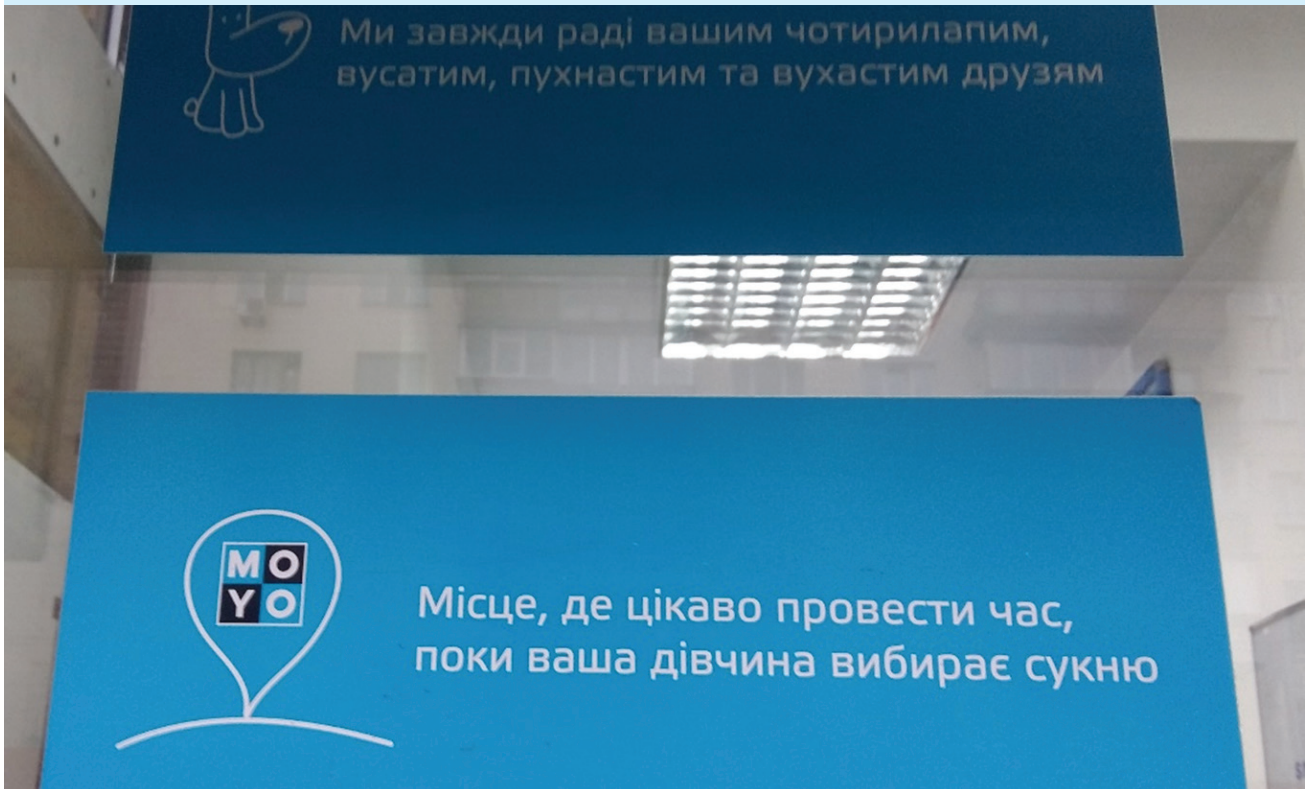 Ми завжди раді вашим чотирилапим,
вусатим, пухнастим та вухастим друзям
MO
YO
Місце, де цікаво провести час,
поки ваша дівчина вибирає сукню